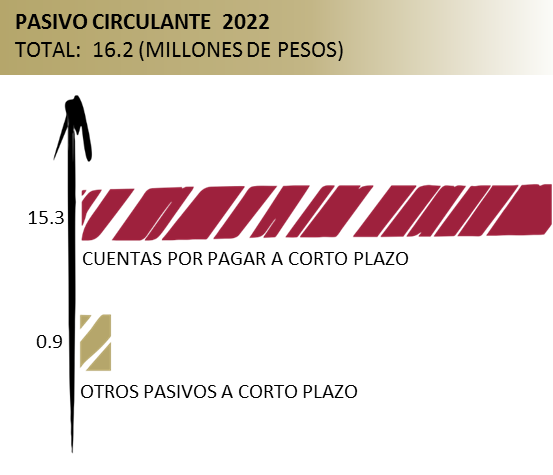 PASIVO CIRCULANTE 2022
TOTAL: 16.2 (MILLONES DE PESOS)
15.3
CUENTAS POR PAGAR A CORTO PLAZO
0.9
OTROS PASIVOS A CORTO PLAZO